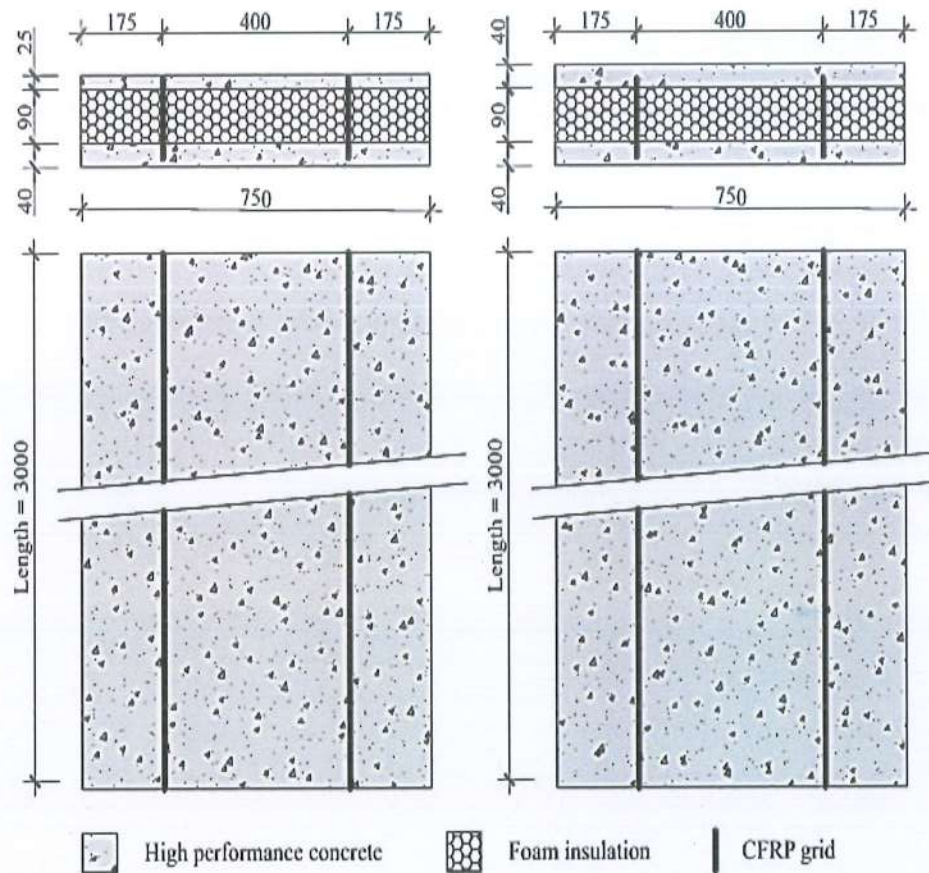 175 400 175
25
90
40
750
Length = 3000
175 400 175
40
90
40
750
Length = 3000
High performance concrete
Foam insulation
CFRP grid